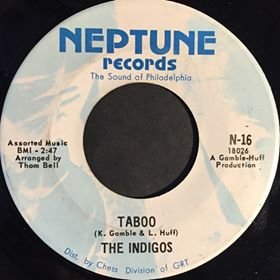 NEPTUNE
records
The Sound of Philadelphia
Assorted Music
BMI - 2:47
Arranged by
Thom Bell
N-16
18026
A Gamble-Huff
Production
TABOO
(K. Gamble & L. Huff)
THE INDIGOS
Dist. by Chess Division of GRT